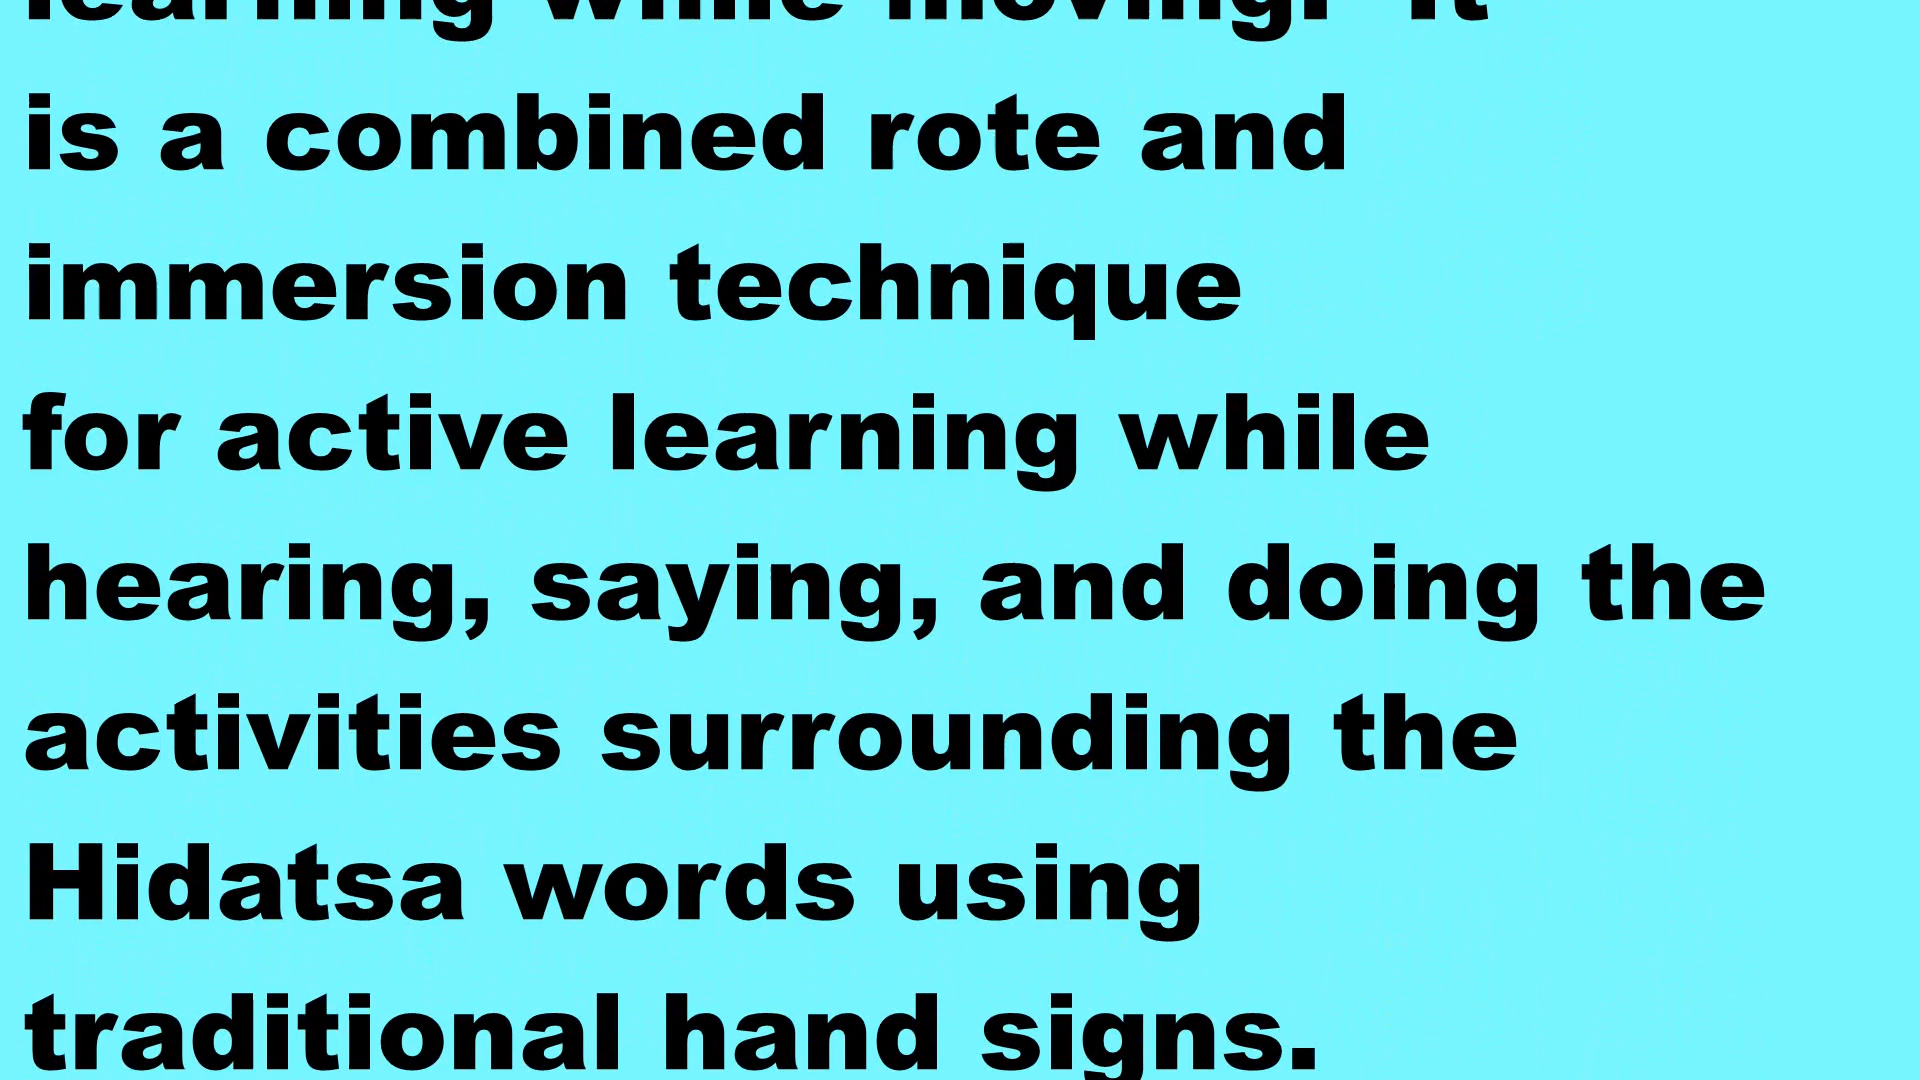 learning while moving.  It
is a combined rote and
immersion technique
for active learning while
hearing, saying, and doing the
activities surrounding the
Hidatsa words using
traditional hand signs.